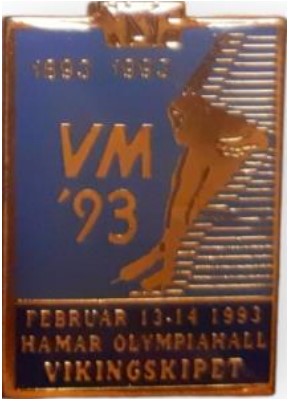 1893 1993
VM
'93
FEBRUAR 13-14 1993
HAMAR OLYMPIAHALL
VIKINGSKIPET